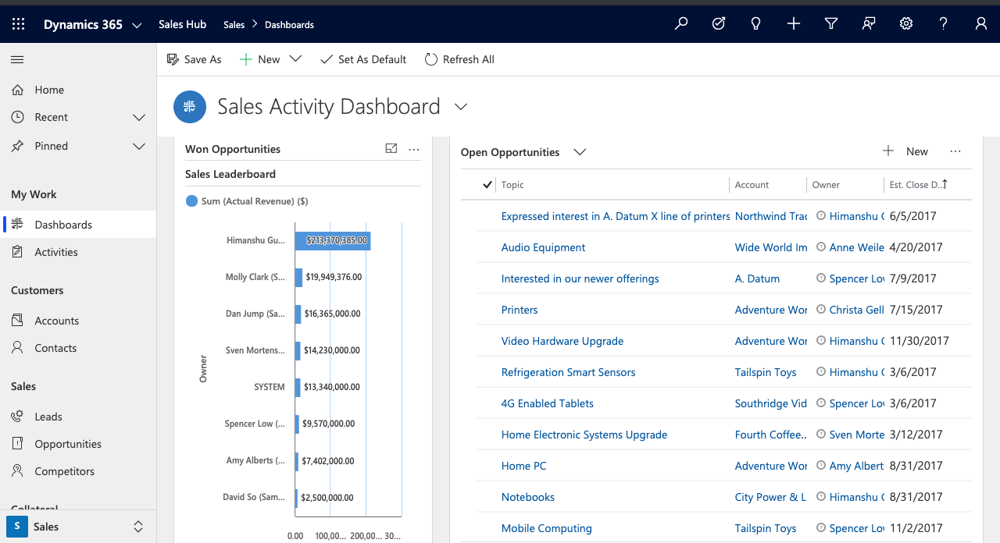 Dynamics 365 Sales Hub Sales > Dashboards
Save As New Set As Default Refresh All
Home
Recent
Pinned
My Work
Dashboards
Activities
Customers
Accounts
Contacts
Sales
Leads
Opportunities
Competitors
Collateral
S Sales
Sales Activity Dashboard
Won Opportunities
Sales Leaderboard
Sum (Actual Revenue) ($)
Owner
Himanshu Gu... $213,370,385.00
Molly Clark (S... $19,949,376.00
Dan Jump (Sa... $16,365,000.00
Sven Mortens... $14,230,000.00
SYSTEM $13,340,000.00
Spencer Low (... $9,570,000.00
Amy Alberts (... $7,402,000.00
David So (Sam... $2,500,000.00
0.00 100,00... 200,00... 30...
Open Opportunities New
Topic Account Owner Est. Close D...
Expressed interest in A. Datum X line of printers Northwind Trac Himanshu G 6/5/2017
Audio Equipment Wide World Im Anne Weile 4/20/2017
Interested in our newer offerings A. Datum Spencer Lov 7/9/2017
Printers Adventure Wor Christa Gell 7/15/2017
Video Hardware Upgrade Adventure Wor Himanshu G 11/30/2017
Refrigeration Smart Sensors Tailspin Toys Himanshu G 3/6/2017
4G Enabled Tablets Southridge Vid Spencer Lov 3/6/2017
Home Electronic Systems Upgrade Fourth Coffee.. Sven Morte 3/12/2017
Home PC Adventure Wor Amy Albert 8/31/2017
Notebooks City Power & L Himanshu G 8/31/2017
Mobile Computing Tailspin Toys Spencer Lov 11/2/2017